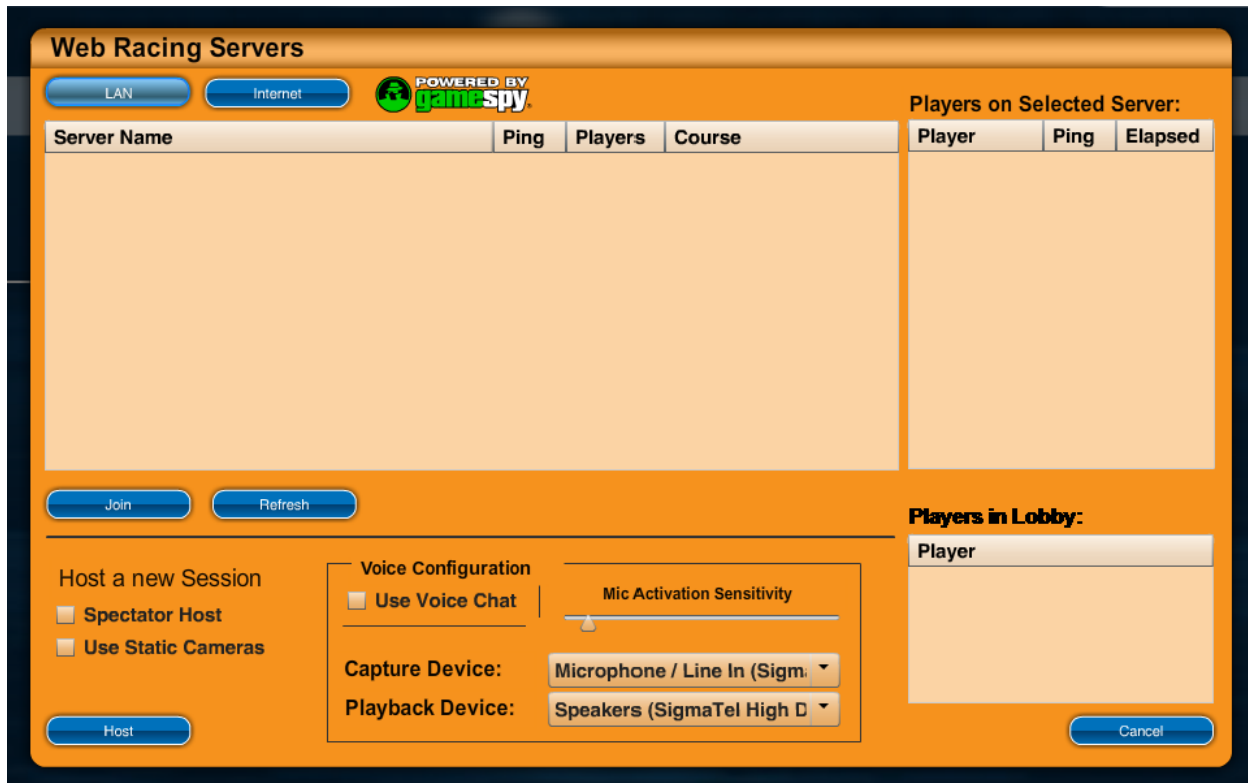 Web Racing Servers
LAN
Internet
POWERED BY
gamespy.
Players on Selected Server:
Server Name
Ping
Players
Course
Player
Ping
Elapsed
Join
Refresh
Players in Lobby:
Player
Host a new Session
Spectator Host
Use Static Cameras
Host
Voice Configuration
Use Voice Chat
Mic Activation Sensitivity
Capture Device:
Microphone / Line In (Sigm
Playback Device:
Speakers (SigmaTel High D
Cancel